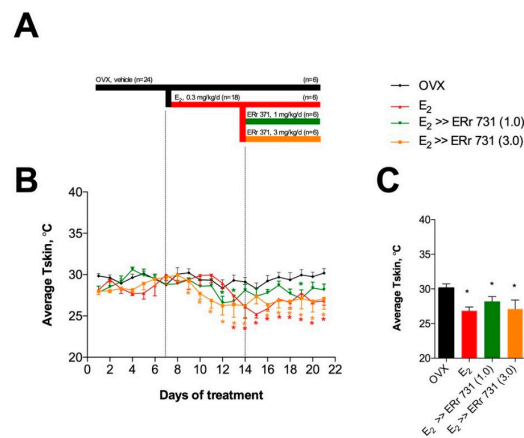 A
OVX, vehicle (n=24) (n=6)
E2, 0.3 mg/kg/d (n=18) (n=6)
ERr 371, 1 mg/kg/d (n=6)
ERr 371, 3 mg/kg/d (n=6)
OVX
E2
E2 >> ERr 731 (1.0)
E2 >> ERr 731 (3.0)
B
Average Tskin, °C
40
35
30
25
20
0 2 4 6 8 10 12 14 16 18 20 22
Days of treatment
C
Average Tskin, °C
40
35
30
25
20
* * *
OVX
E2
E2 >> ERr 731 (1.0)
E2 >> ERr 731 (3.0)